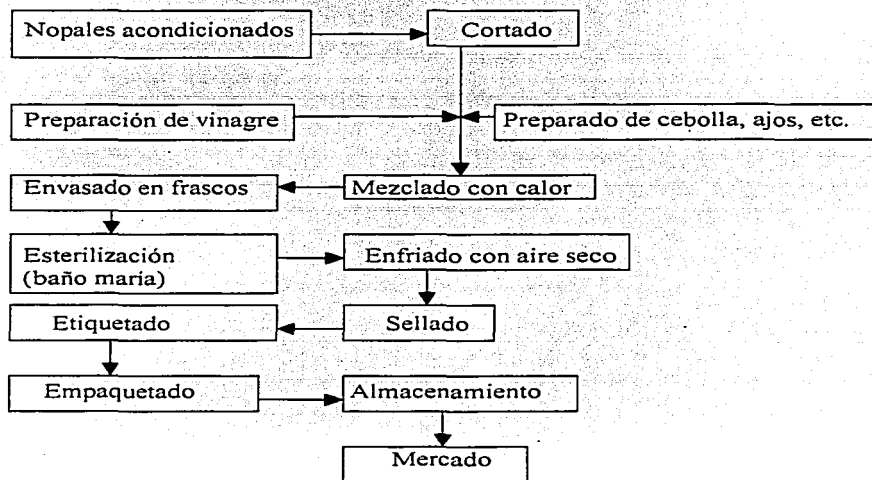 Nopales acondicionados
Cortado
Preparación de vinagre
Preparado de cebolla, ajos, etc.
Envasado en frascos
Mezclado con calor
Esterilización
(baño maría)
Enfriado con aire seco
Etiquetado
Sellado
Empaquetado
Almacenamiento
Mercado